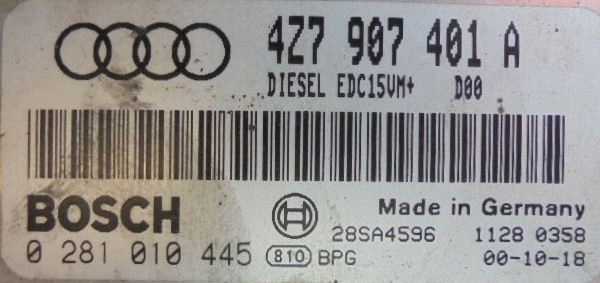 4Z7 907 401 A
DIESEL EDC15VM+ D00
BOSCH
Made in Germany
28SA4596 1128 0358
0 281 010 445 810 BPG 00-10-18